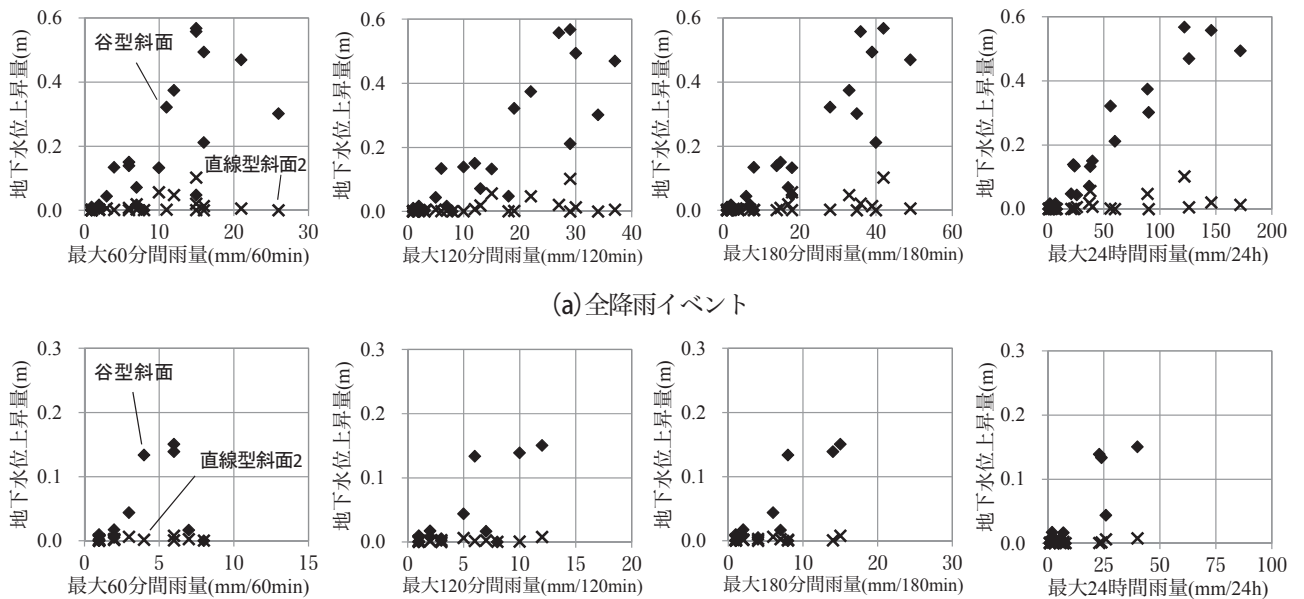 地下水位上昇量(m)
0.6
0.4
0.2
0.0
谷型斜面
直線型斜面2
0 10 20 30
最大60分間雨量(mm/60min)
地下水位上昇量(m)
0.6
0.4
0.2
0.0
0 10 20 30 40
最大120分間雨量(mm/120min)
地下水位上昇量(m)
0.6
0.4
0.2
0.0
0 20 40 60
最大180分間雨量(mm/180min)
地下水位上昇量(m)
0.6
0.4
0.2
0.0
0 50 100 150 200
最大24時間雨量(mm/24h)
(a)全降雨イベント
地下水位上昇量(m)
0.3
0.2
0.1
0.0
谷型斜面
直線型斜面2
0 5 10 15
最大60分間雨量(mm/60min)
地下水位上昇量(m)
0.3
0.2
0.1
0.0
0 5 10 15 20
最大120分間雨量(mm/120min)
地下水位上昇量(m)
0.3
0.2
0.1
0.0
0 10 20 30
最大180分間雨量(mm/180min)
地下水位上昇量(m)
0.3
0.2
0.1
0.0
0 25 50 75 100
最大24時間雨量(mm/24h)